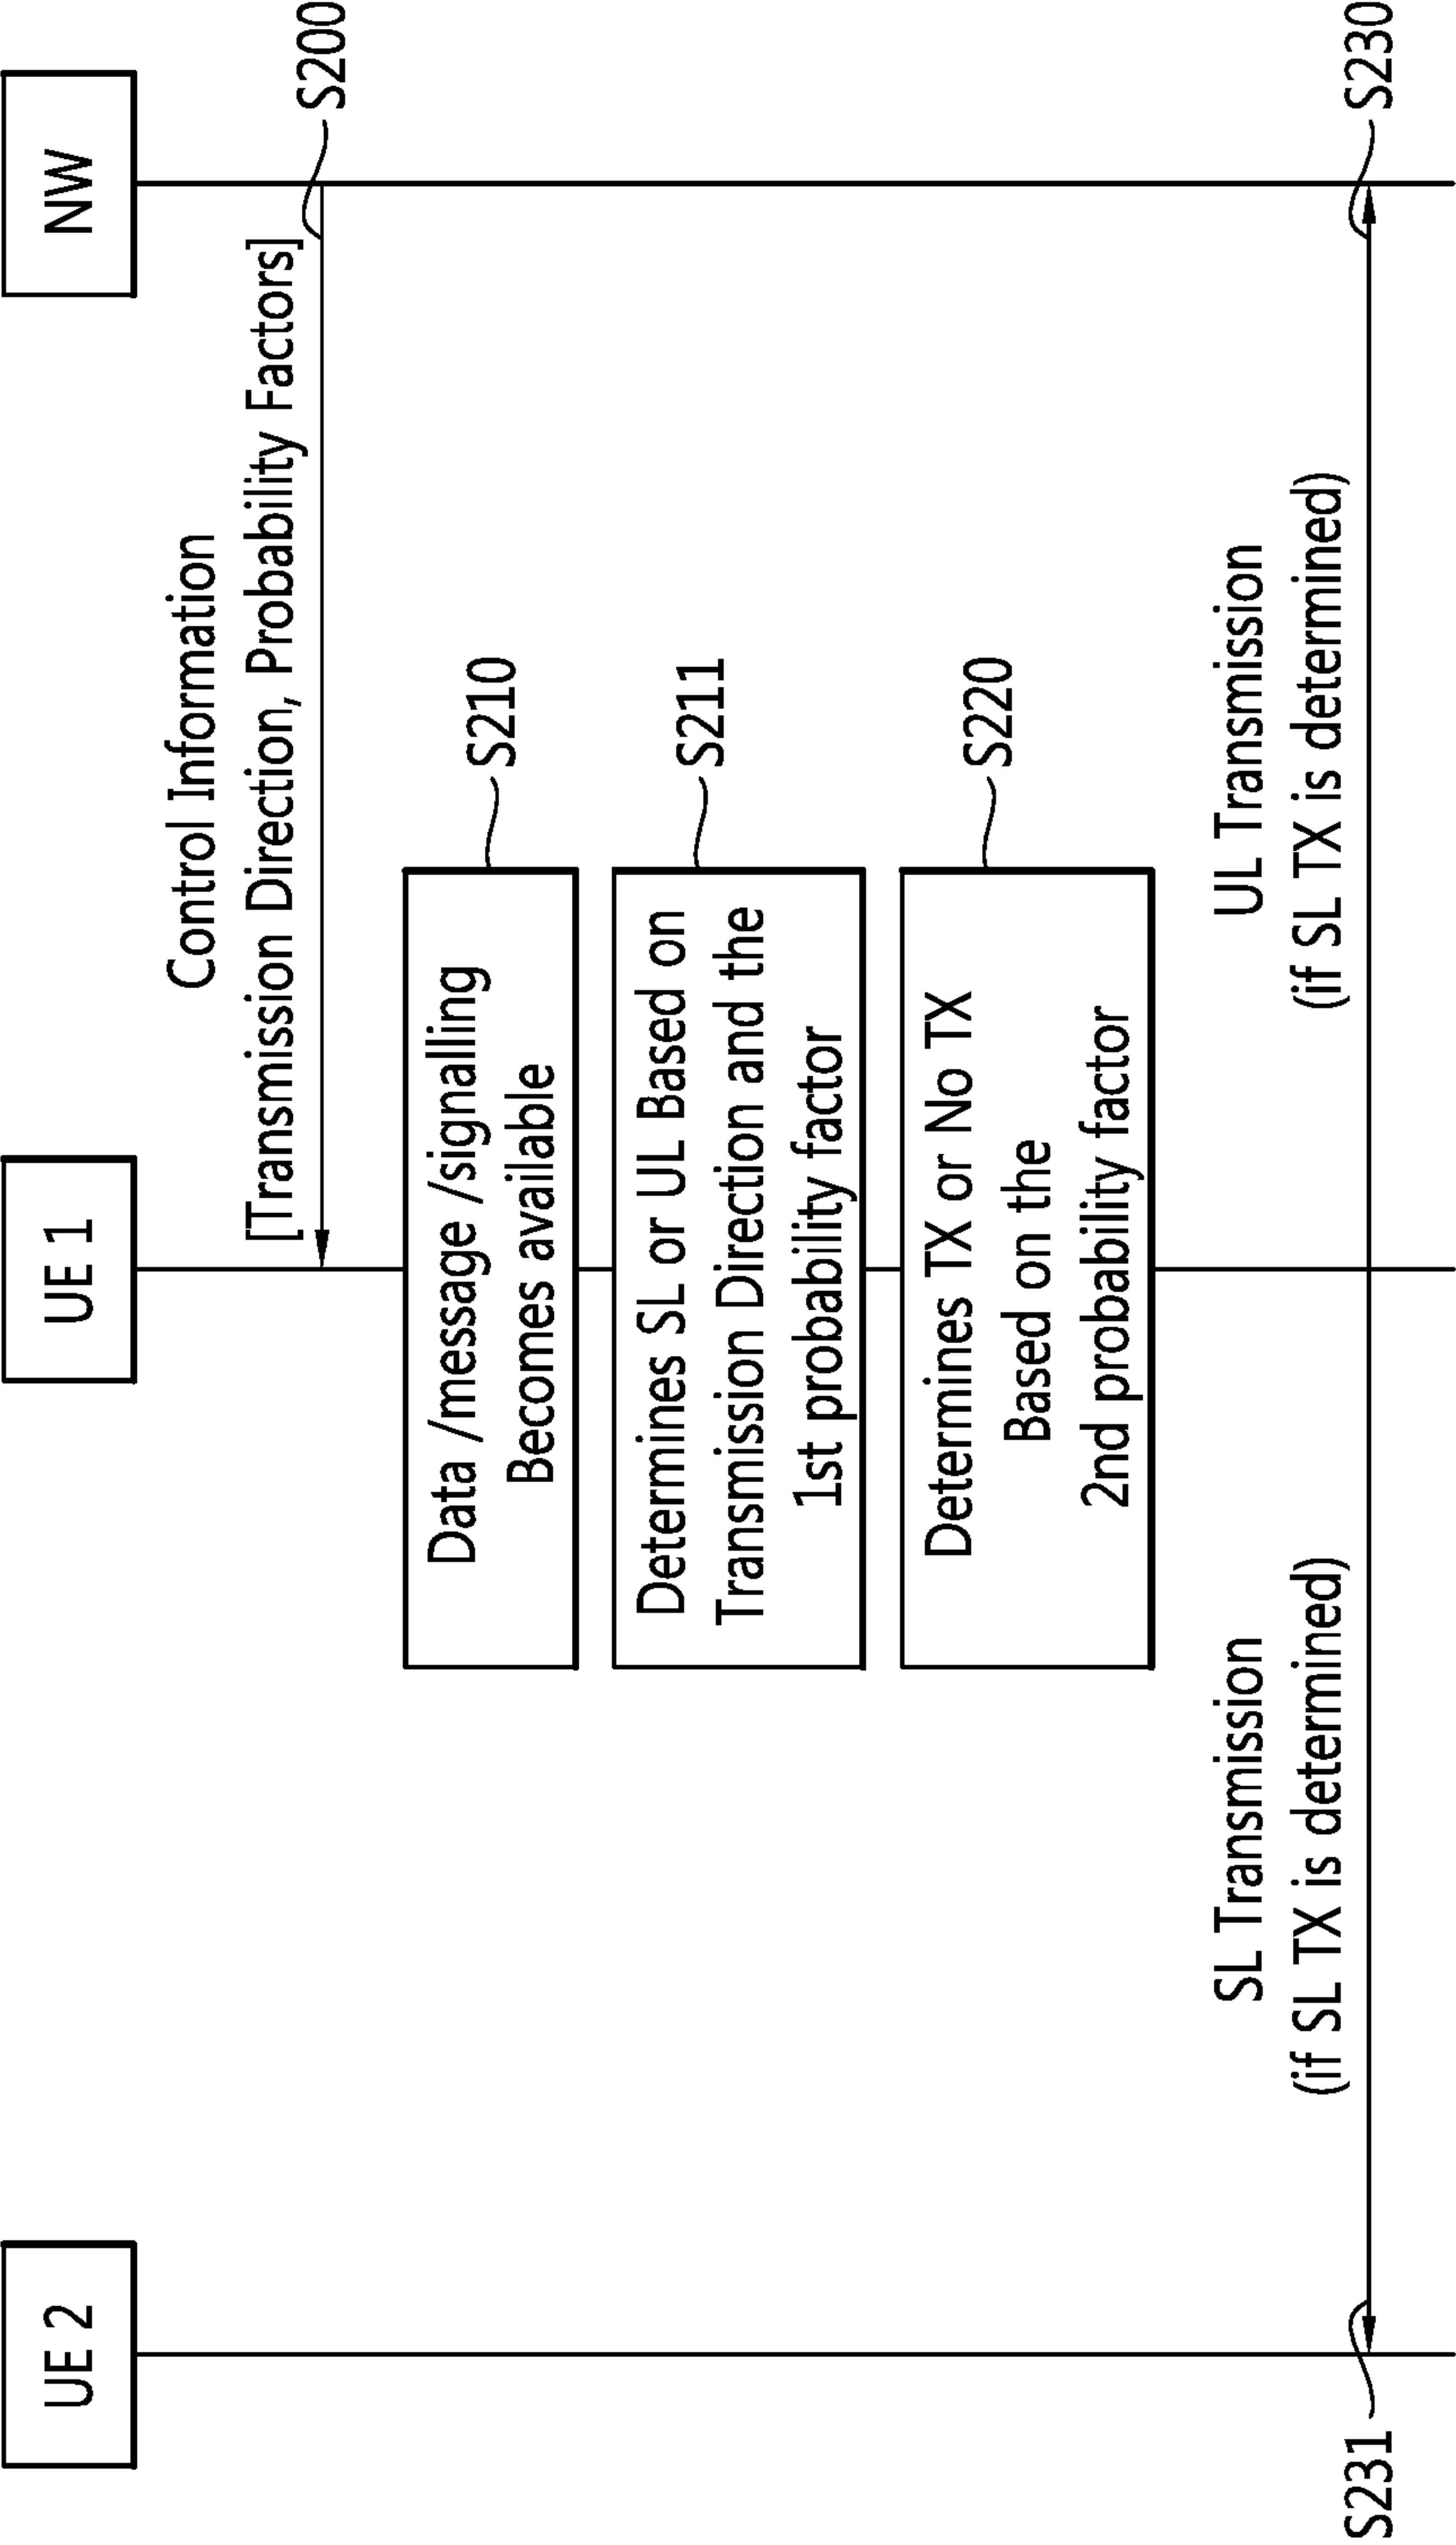 UE 2
UE 1
NW
Control Information
[Transmission Direction, Probability Factors]
S200
Data /message /signalling
Becomes available
S210
Determines SL or UL Based on
Transmission Direction and the
1st probability factor
S211
Determines TX or No TX
Based on the
2nd probability factor
S220
SL Transmission
(if SL TX is determined)
S231
UL Transmission
(if SL TX is determined)
S230